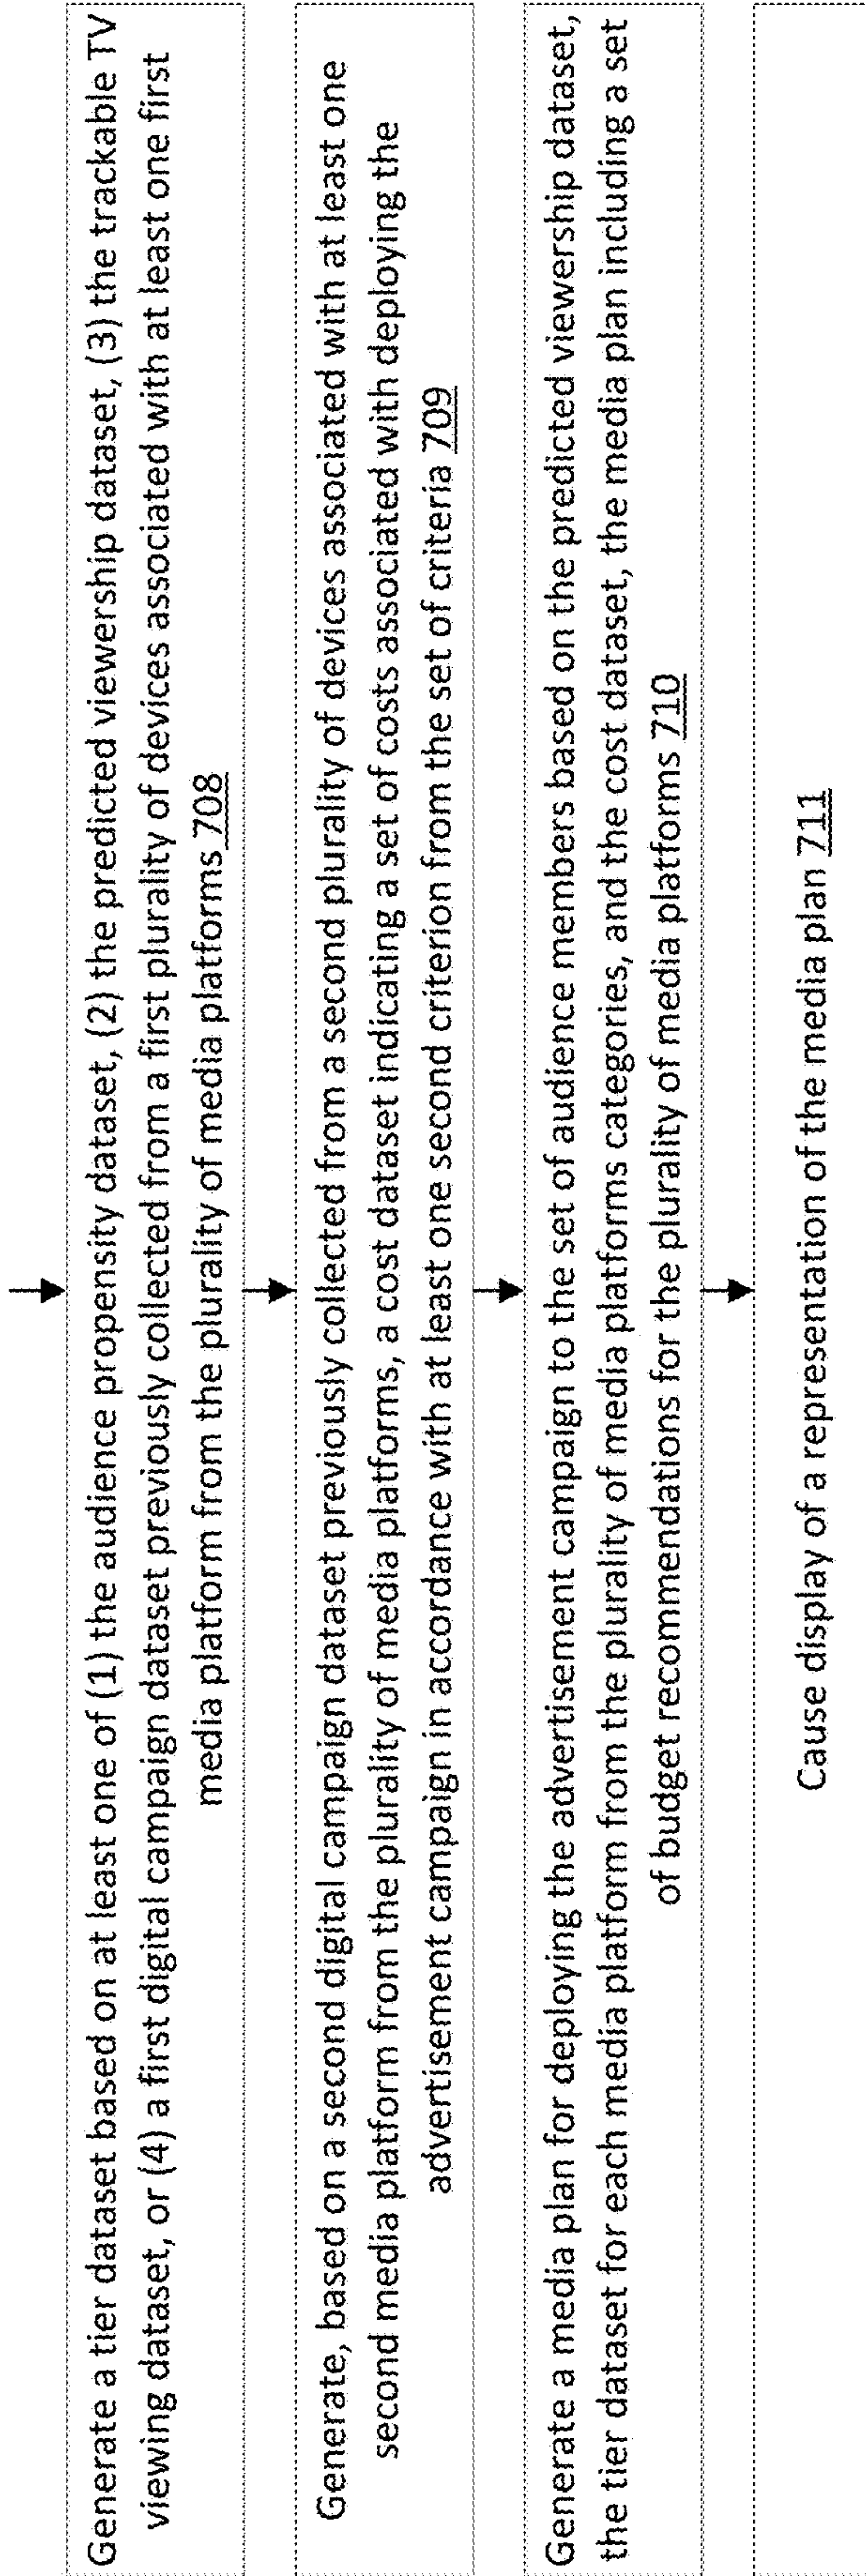 Generate a tier dataset based on at least one of (1) the audience propensity dataset, (2) the predicted viewership dataset, (3) the trackable TV
viewing dataset, or (4) a first digital campaign dataset previously collected from a first plurality of devices associated with at least one first
media platform from the plurality of media platforms 708
Generate, based on a second digital campaign dataset previously collected from a second plurality of devices associated with at least one
second media platform from the plurality of media platforms, a cost dataset indicating a set of costs associated with deploying the
advertisement campaign in accordance with at least one second criterion from the set of criteria 709
Generate a media plan for deploying the advertisement campaign to the set of audience members based on the predicted viewership dataset,
the tier dataset for each media platform from the plurality of media platforms categories, and the cost dataset, the media plan including a set
of budget recommendations for the plurality of media platforms 710
Cause display of a representation of the media plan 711